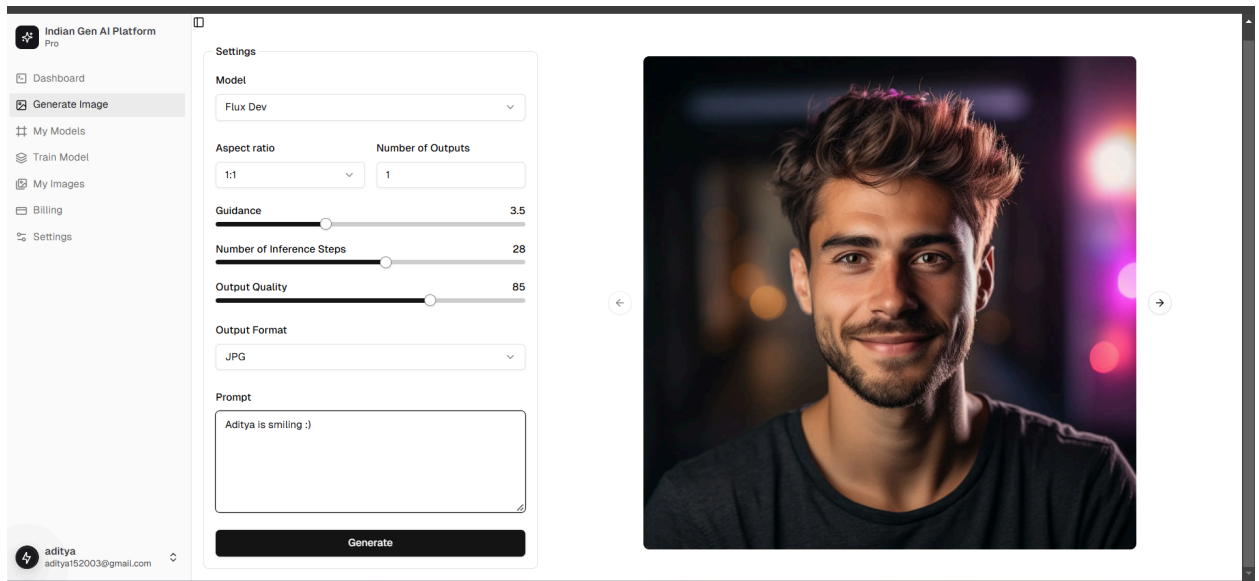 Indian Gen AI Platform
Pro
Dashboard
Generate Image
My Models
Train Model
My Images
Billing
Settings
aditya
aditya152003@gmail.com
Settings
Model
Flux Dev
Aspect ratio
Number of Outputs
1:1
1
Guidance
3.5
Number of Inference Steps
28
Output Quality
85
Output Format
JPG
Prompt
Aditya is smiling :)
Generate